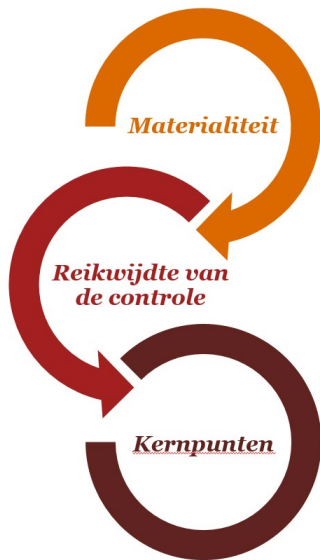 Materialiteit
Reikwijdte van
de controle
Kernpunten